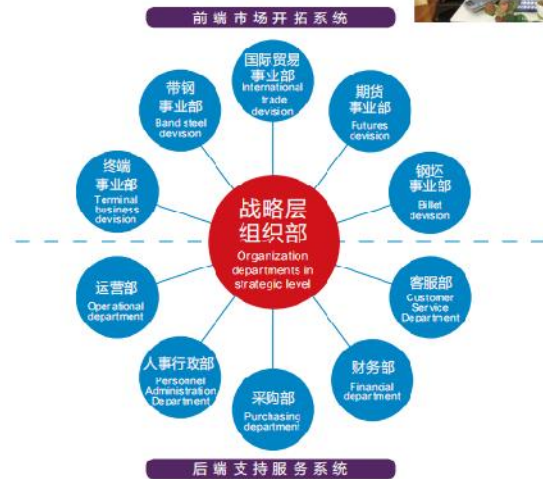 前端市场开拓系统
国际贸易
事业部
International
trade
devision
带钢
事业部
Band steel
devision
期货
事业部
Futures
devision
终端
事业部
Terminal
business
devision
钢坯
事业部
Billet
devision
战略层
组织部
Organization
departments in
strategic level
运营部
Operational
department
客服部
Customer
Service
Department
人事行政部
Personnel
Administration
Department
财务部
Financial
department
采购部
Purchasing
department
后端支持服务系统